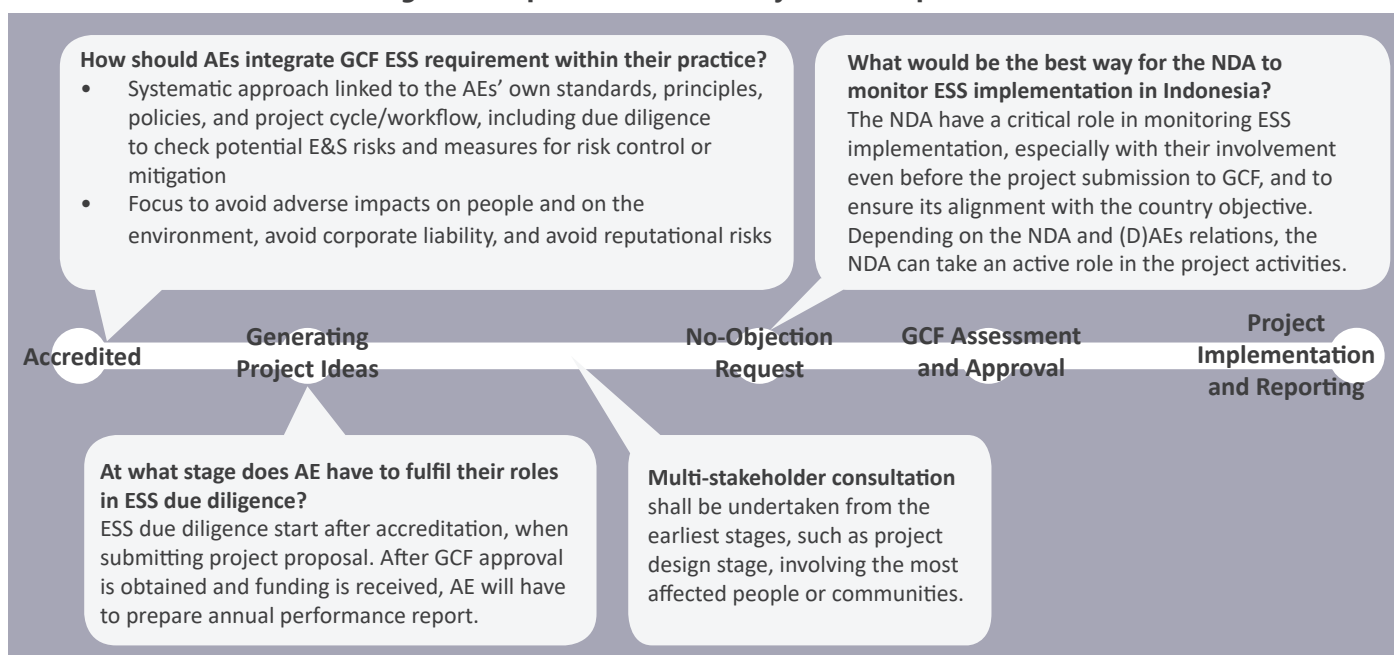 How should AEs integrate GCF ESS requirement within their practice?
• Systematic approach linked to the AEs' own standards, principles,
policies, and project cycle/workflow, including due diligence
to check potential E&S risks and measures for risk control or
mitigation
• Focus to avoid adverse impacts on people and on the
environment, avoid corporate liability, and avoid reputational risks
What would be the best way for the NDA to
monitor ESS implementation in Indonesia?
The NDA have a critical role in monitoring ESS
implementation, especially with their involvement
even before the project submission to GCF, and to
ensure its alignment with the country objective.
Depending on the NDA and (D)AEs relations, the
NDA can take an active role in the project activities.
Accredited
Generating
Project Ideas
No-Objection
Request
GCF Assessment
and Approval
Project
Implementation
and Reporting
At what stage does AE have to fulfil their roles
in ESS due diligence?
ESS due diligence start after accreditation, when
submitting project proposal. After GCF approval
is obtained and funding is received, AE will have
to prepare annual performance report.
Multi-stakeholder consultation
shall be undertaken from the
earliest stages, such as project
design stage, involving the most
affected people or communities.